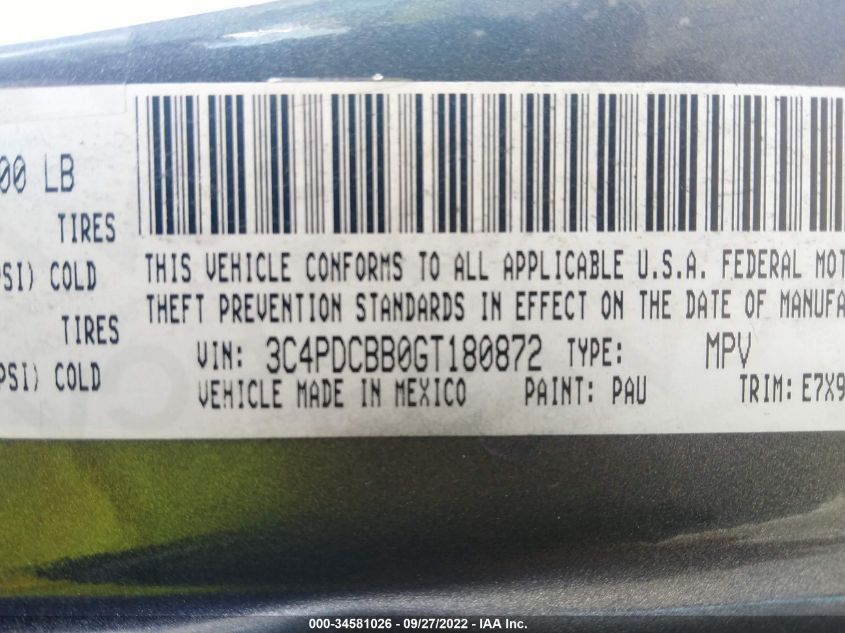 00 LB
TIRES
PSI) COLD
TIRES
PSI) COLD
THIS VEHICLE CONFORMS TO ALL APPLICABLE U.S.A. FEDERAL MOT
THEFT PREVENTION STANDARDS IN EFFECT ON THE DATE OF MANUFA
VIN: 3C4PDCBB0GT180872 TYPE: MPV
VEHICLE MADE IN MEXICO PAINT: PAU TRIM: E7X9
000-34581026 - 09/27/2022 - IAA Inc.